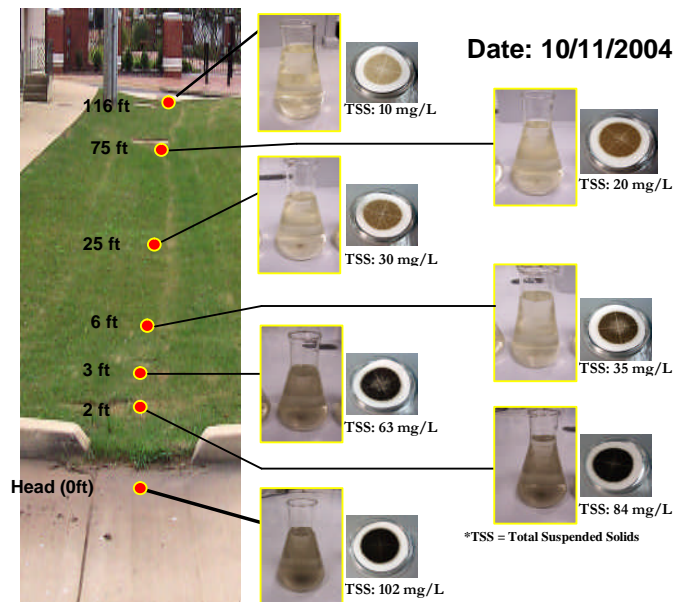 Date: 10/11/2004
116 ft
TSS: 10 mg/L
75 ft
TSS: 20 mg/L
25 ft
TSS: 30 mg/L
6 ft
TSS: 35 mg/L
3 ft
TSS: 63 mg/L
2 ft
TSS: 84 mg/L
Head (0ft)
TSS: 102 mg/L
*TSS = Total Suspended Solids